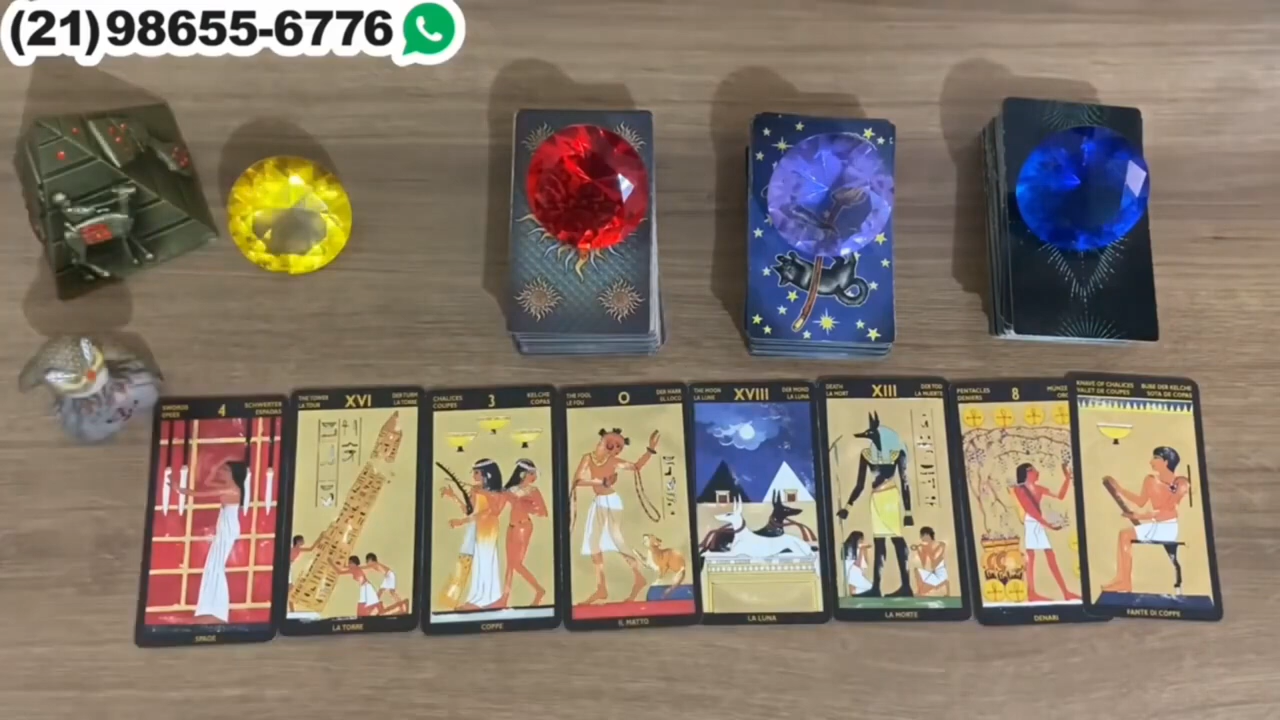 (21)98655-6776
4
ESPADAS
SPADE
THE TOWER
LA TOUR
XVI
DER TURM
LA TORRE
LA TORRE
CHALICES
COUPES
3
KELCHE
COPAS
COPPE
THE FOOL
LE FOU
0
DER NARR
EL LOCO
IL MATTO
THE MOON
LA LUNE
XVIII
DER MOND
LA LUNA
LA LUNA
DEATH
LA MORT
XIII
DER TOD
LA MUERTE
LA MORTE
PENTACLES
DENIERS
8
DENARI
KNAVE OF CHALICES
VALET DE COUPES
BUBE DER KELCHE
SOTA DE COPAS
FANTE DI COPPE